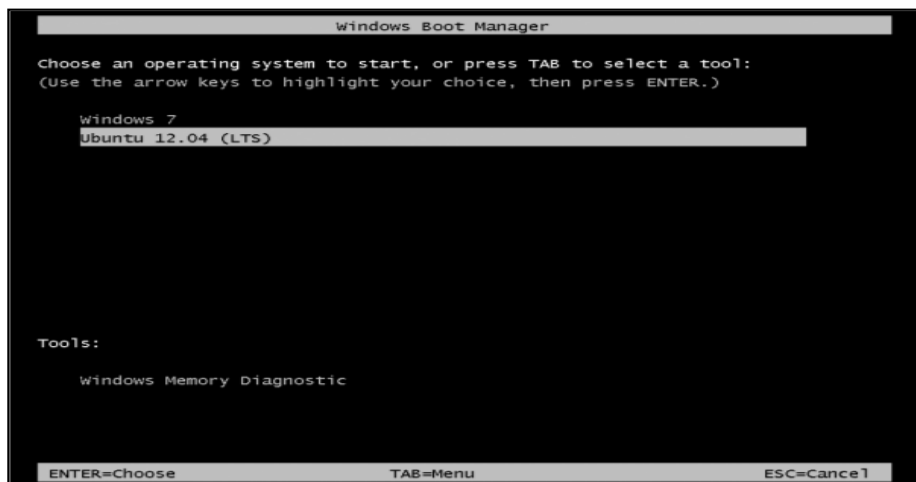 Windows Boot Manager
Choose an operating system to start, or press TAB to select a tool:
(Use the arrow keys to highlight your choice, then press ENTER.)
Windows 7
Ubuntu 12.04 (LTS)
Tools:
Windows Memory Diagnostic
ENTER=Choose TAB=Menu ESC=Cancel